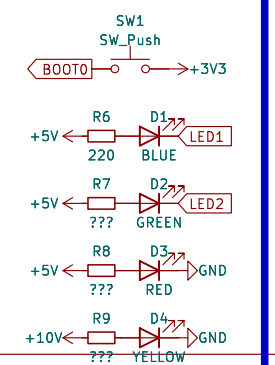 SW1
SW_Push
BOOT0 +3V3
R6 D1
+5V LED1
220 BLUE
R7 D2
+5V LED2
??? GREEN
R8 D3
+5V GND
??? RED
R9 D4
+10V GND
??? YELLOW